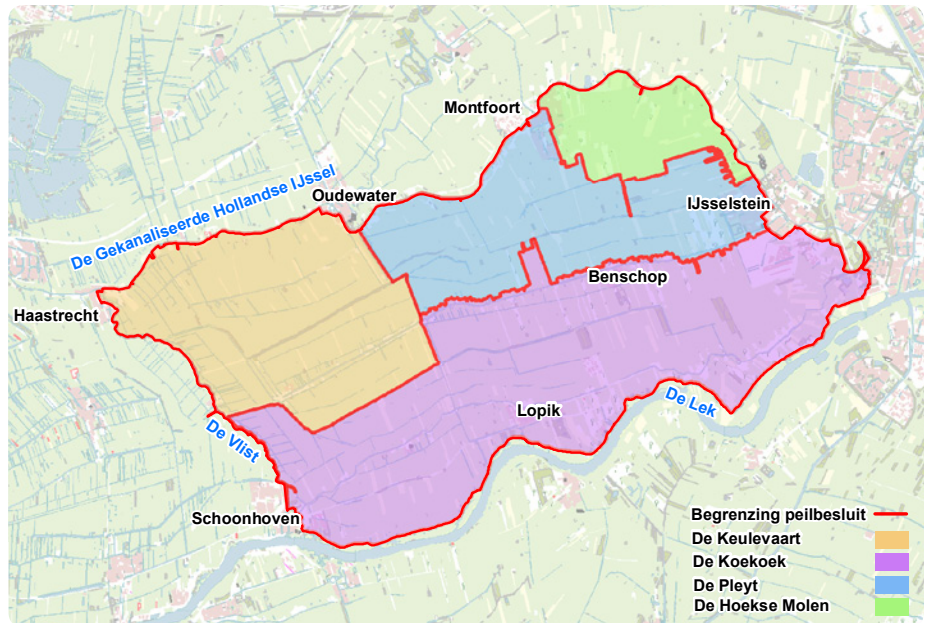 Montfoort
De Gekanaliseerde Hollandse IJssel
Oudewater
IJsselstein
Benschop
Haastrecht
De Lek
Lopik
De Vlist
Schoonhoven
Begrenzing peilbesluit
De Keulevaart
De Koekoek
De Pleyt
De Hoekse Molen